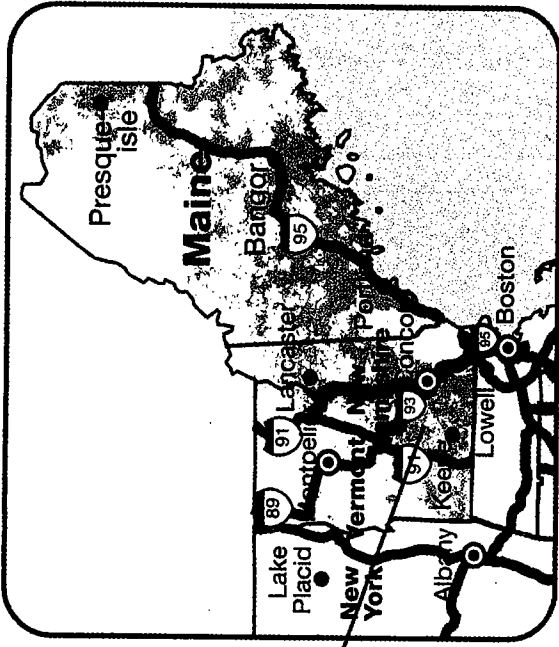 Presque
Isle
Maine
Bangor
95
Lancaster
91
Montpelier
89
Vermont
93
91
Keene
Lowell
95
Boston
Lake
Placid
New
York
Albany